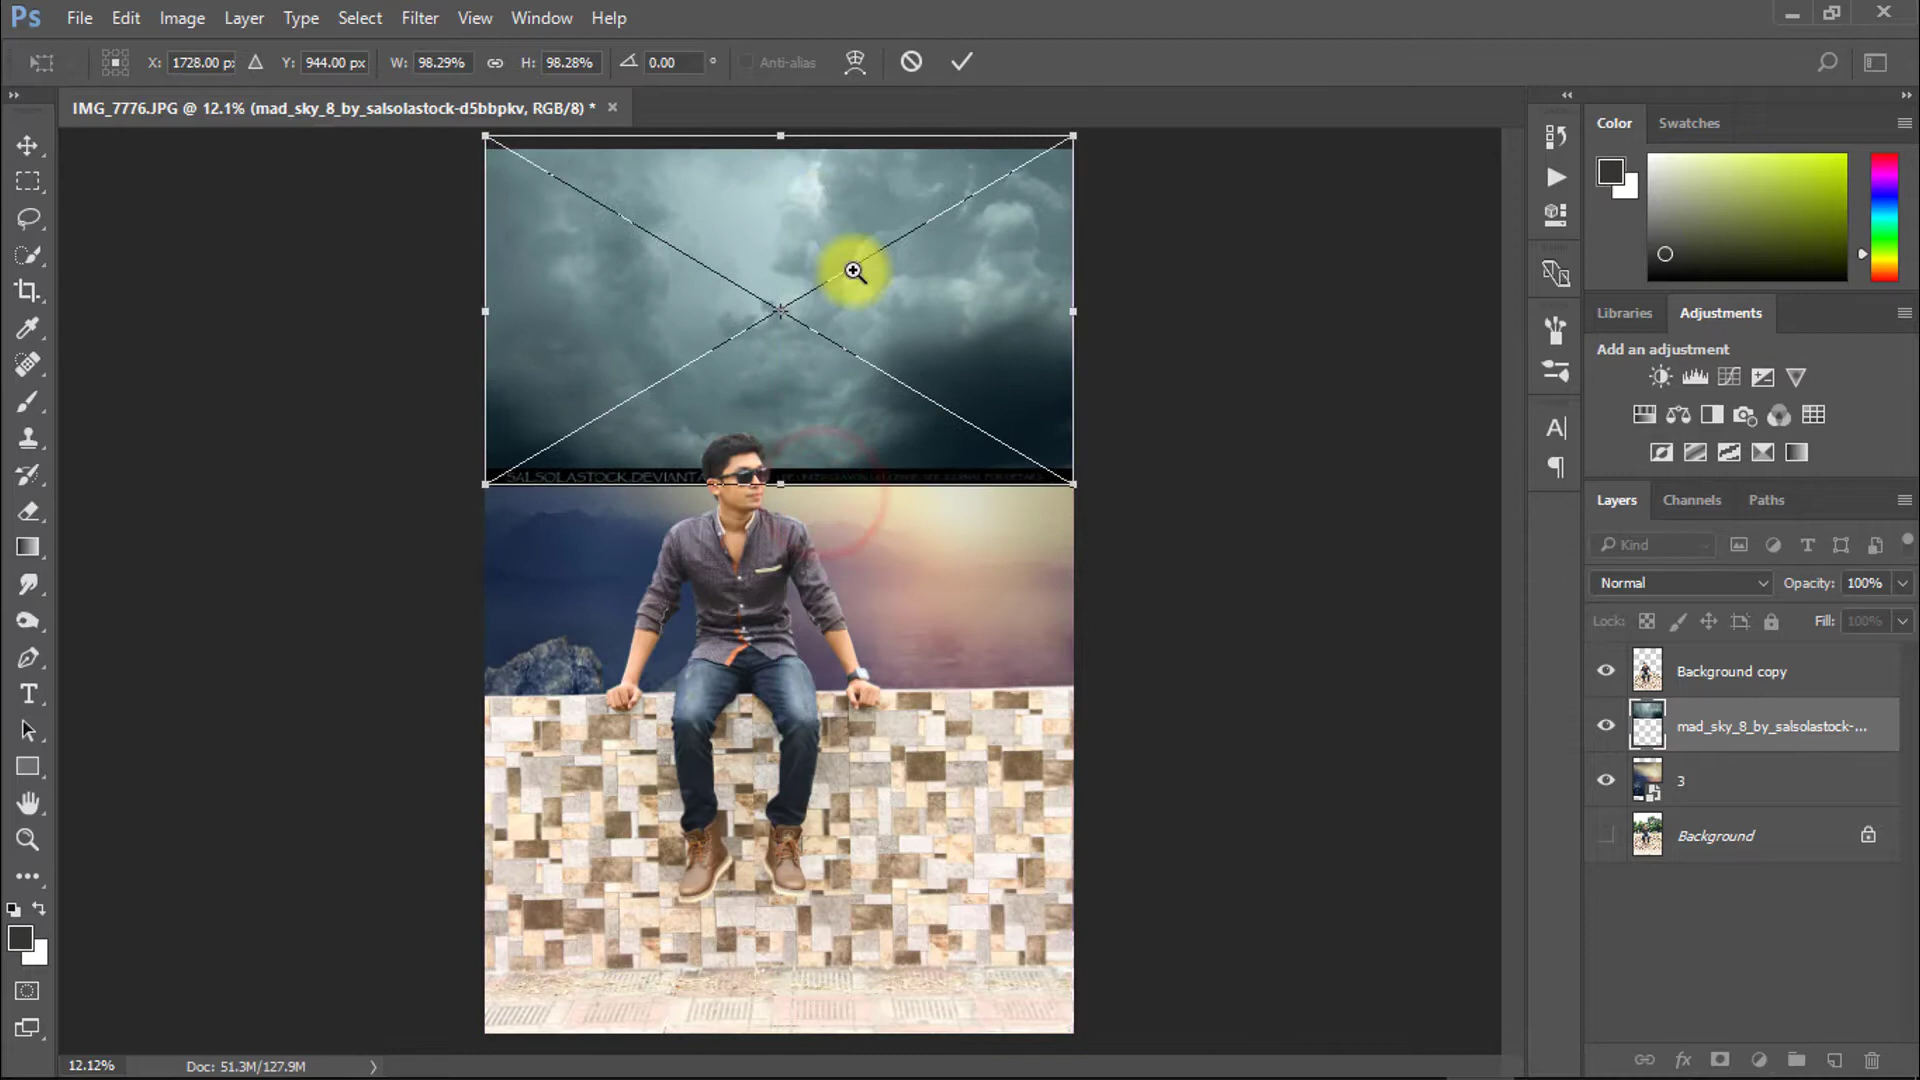 Ps File Edit Image Layer Type Select Filter View Window Help
X: 1728.00 px Y: 944.00 px W: 98.29% H: 98.28% 0.00 ° Anti-alias
IMG_7776.JPG @ 12.1% (mad_sky_8_by_salsolastock-d5bbpkv, RGB/8) * ×
Color Swatches
Libraries Adjustments
Add an adjustment
SALSOLASTOCK.DEVIANTA
Layers Channels Paths
Kind
Normal Opacity: 100%
Lock: Fill: 100%
Background copy
mad_sky_8_by_salsolastock-...
3
Background
12.12% Doc: 51.3M/127.9M